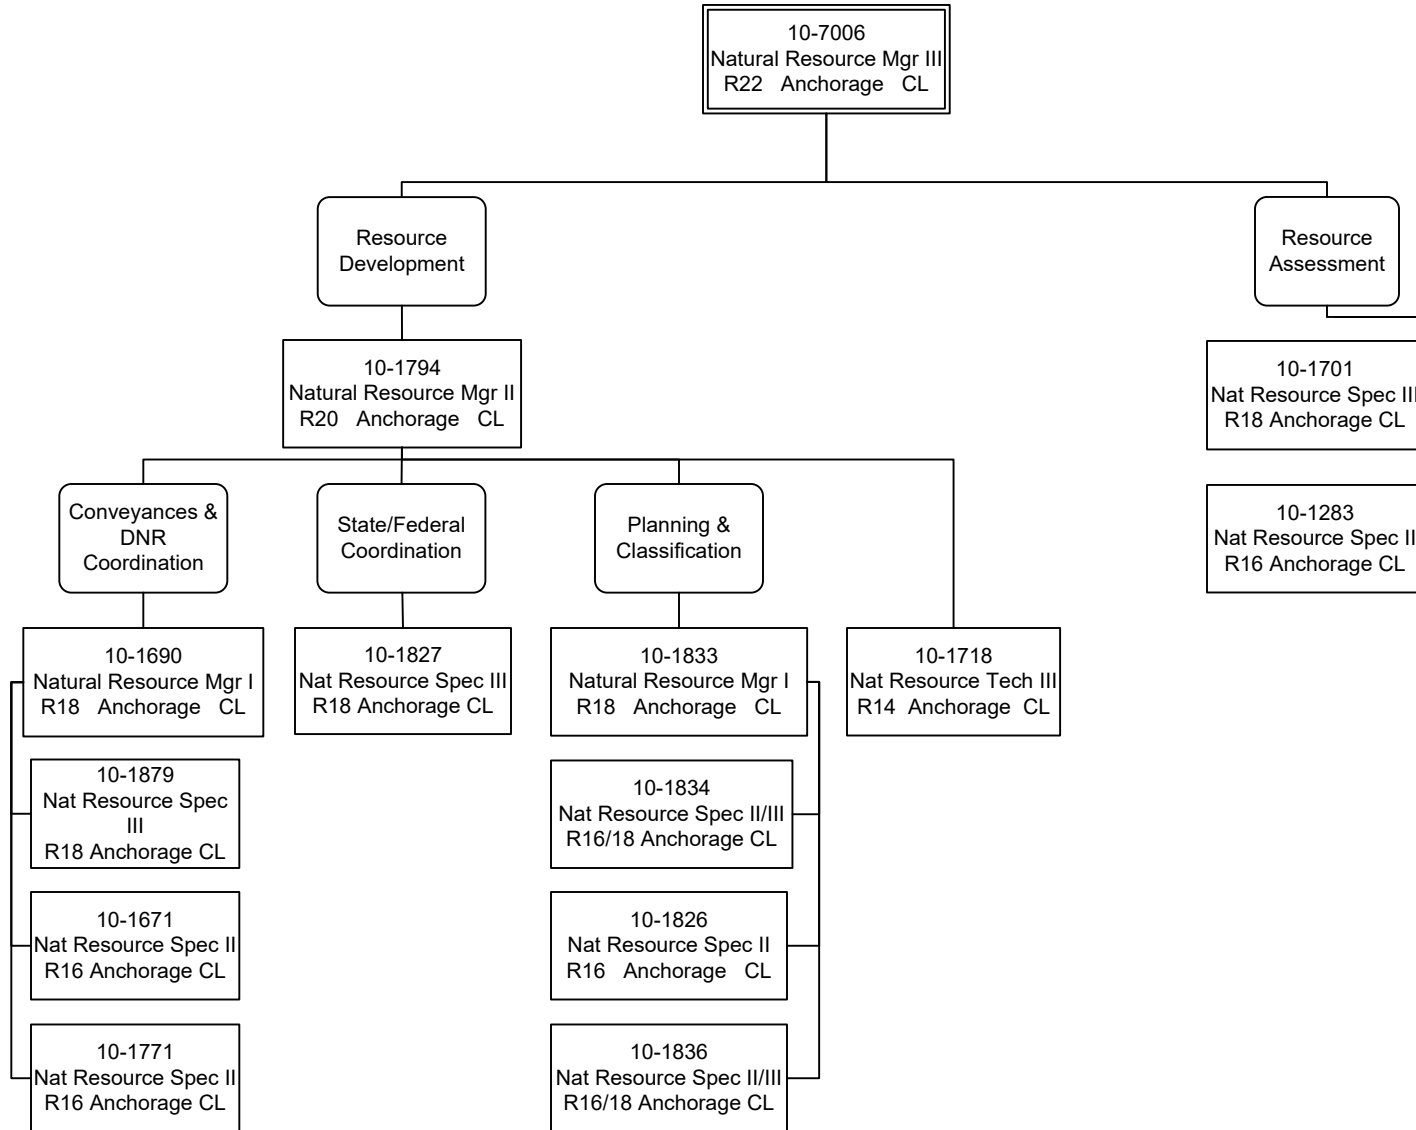 10-7006
Natural Resource Mgr III
R22 Anchorage CL
Resource
Development
Resource
Assessment
10-1794
Natural Resource Mgr II
R20 Anchorage CL
10-1701
Nat Resource Spec III
R18 Anchorage CL
Conveyances &
DNR
Coordination
State/Federal
Coordination
Planning &
Classification
10-1283
Nat Resource Spec II
R16 Anchorage CL
10-1690
Natural Resource Mgr I
R18 Anchorage CL
10-1827
Nat Resource Spec III
R18 Anchorage CL
10-1833
Natural Resource Mgr I
R18 Anchorage CL
10-1718
Nat Resource Tech III
R14 Anchorage CL
10-1879
Nat Resource Spec
III
R18 Anchorage CL
10-1834
Nat Resource Spec II/III
R16/18 Anchorage CL
10-1671
Nat Resource Spec II
R16 Anchorage CL
10-1826
Nat Resource Spec II
R16 Anchorage CL
10-1771
Nat Resource Spec II
R16 Anchorage CL
10-1836
Nat Resource Spec II/III
R16/18 Anchorage CL